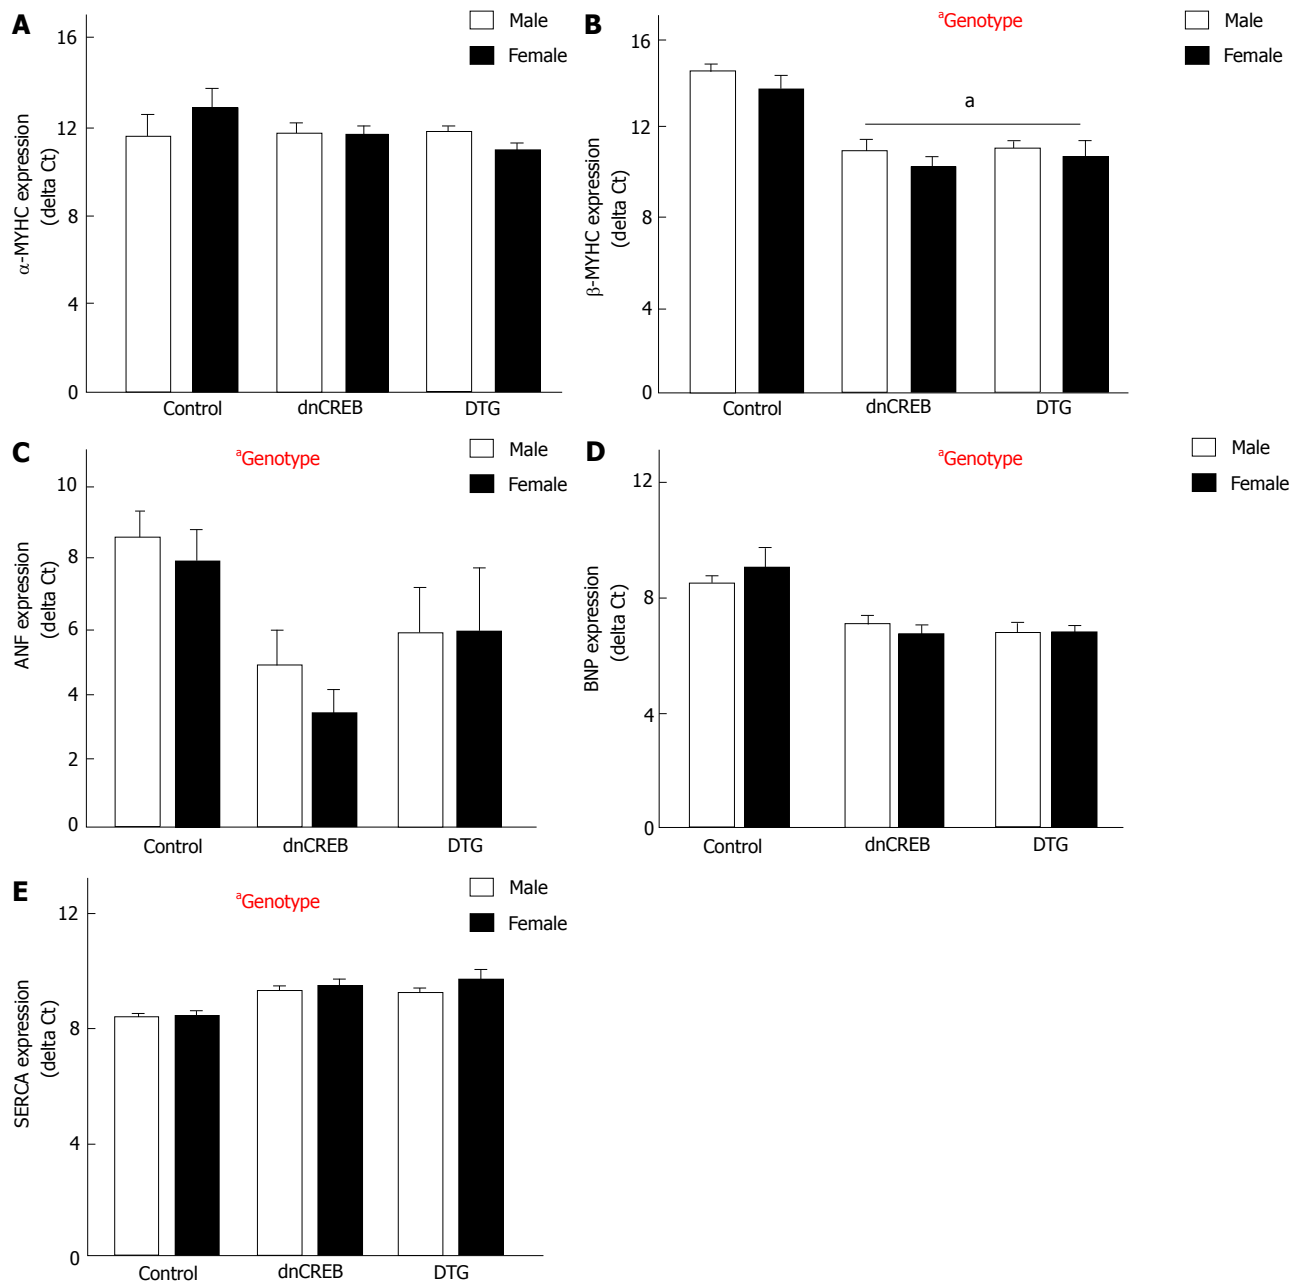 A
Male
Female
16
12
8
4
0
α-MYHC expression
(delta Ct)
Control
dnCREB
DTG
B
aGenotype
Male
Female
a
16
12
8
4
0
β-MYHC expression
(delta Ct)
Control
dnCREB
DTG
C
aGenotype
Male
Female
10
8
6
4
2
0
ANF expression
(delta Ct)
Control
dnCREB
DTG
D
aGenotype
Male
Female
12
8
4
0
BNP expression
(delta Ct)
Control
dnCREB
DTG
E
aGenotype
Male
Female
12
8
4
0
SERCA expression
(delta Ct)
Control
dnCREB
DTG